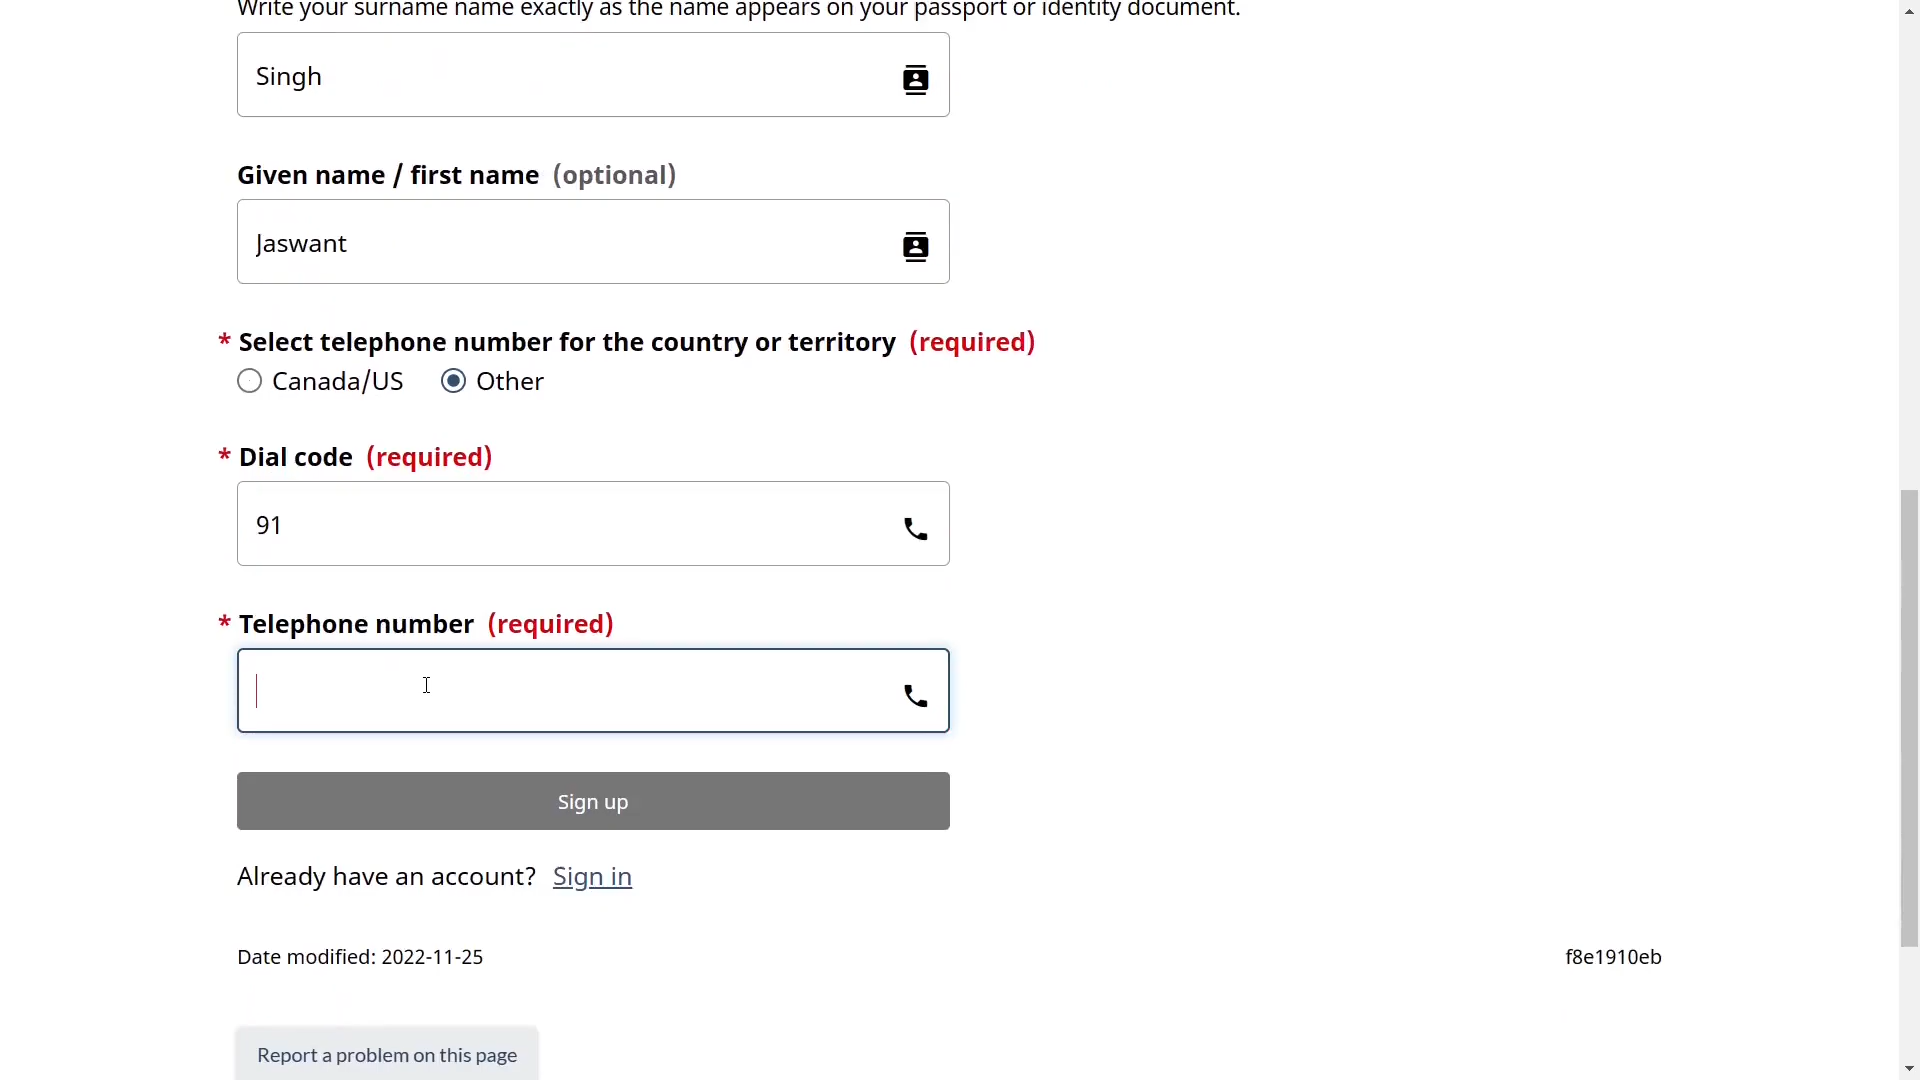 Write your surname name exactly as the name appears on your passport or identity document.
Singh
Given name / first name (optional)
Jaswant
* Select telephone number for the country or territory (required)
Canada/US Other
* Dial code (required)
91
* Telephone number (required)
Sign up
Already have an account? Sign in
Date modified: 2022-11-25 f8e1910eb
Report a problem on this page